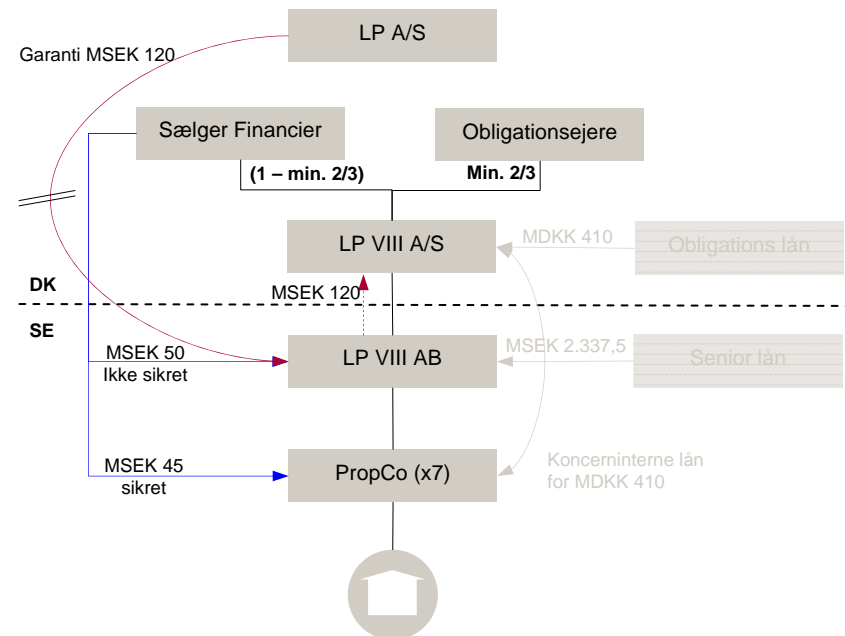 LP A/S
Garanti MSEK 120
Sælger Financier
Obligationsejere
(1 – min. 2/3)
Min. 2/3
LP VIII A/S
MDKK 410
Obligations lån
DK
MSEK 120
SE
MSEK 50
Ikke sikret
LP VIII AB
MSEK 2.337,5
Senior lån
MSEK 45
sikret
PropCo (x7)
Koncerninterne lån
for MDKK 410